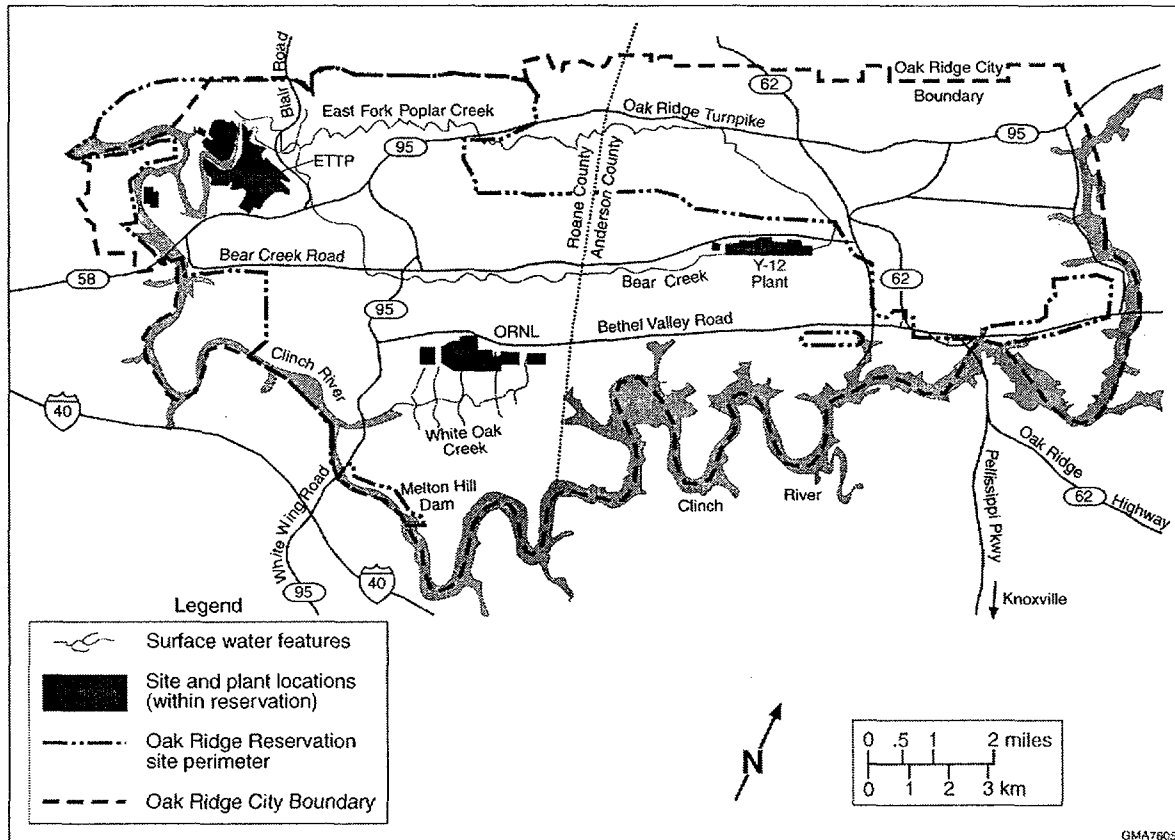 Oak Ridge City
Boundary
62
Blair Road
East Fork Poplar Creek
Oak Ridge Turnpike
95
95
ETTP
Roane County
Anderson County
Bear Creek Road
58
Y-12
Plant
Bear Creek
62
95
ORNL
Bethel Valley Road
Clinch River
40
White Oak
Creek
Clinch
River
Melton Hill
Dam
White Wing Road
95
40
Pellissippi Pkwy
Oak Ridge
62
Highway
Knoxville
Legend
Surface water features
Site and plant locations
(within reservation)
Oak Ridge Reservation
site perimeter
Oak Ridge City Boundary
N
0 .5 1 2 miles
0 1 2 3 km
GMA7603